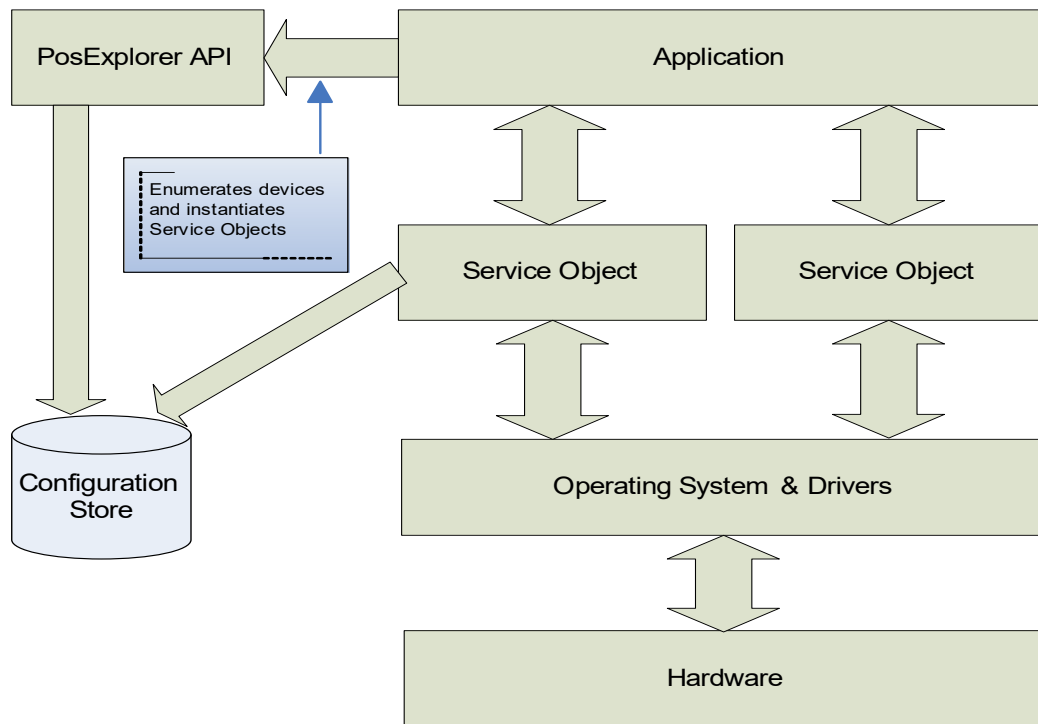 PosExplorer API
Application
Enumerates devices
and instantiates
Service Objects
Service Object
Service Object
Configuration
Store
Operating System & Drivers
Hardware